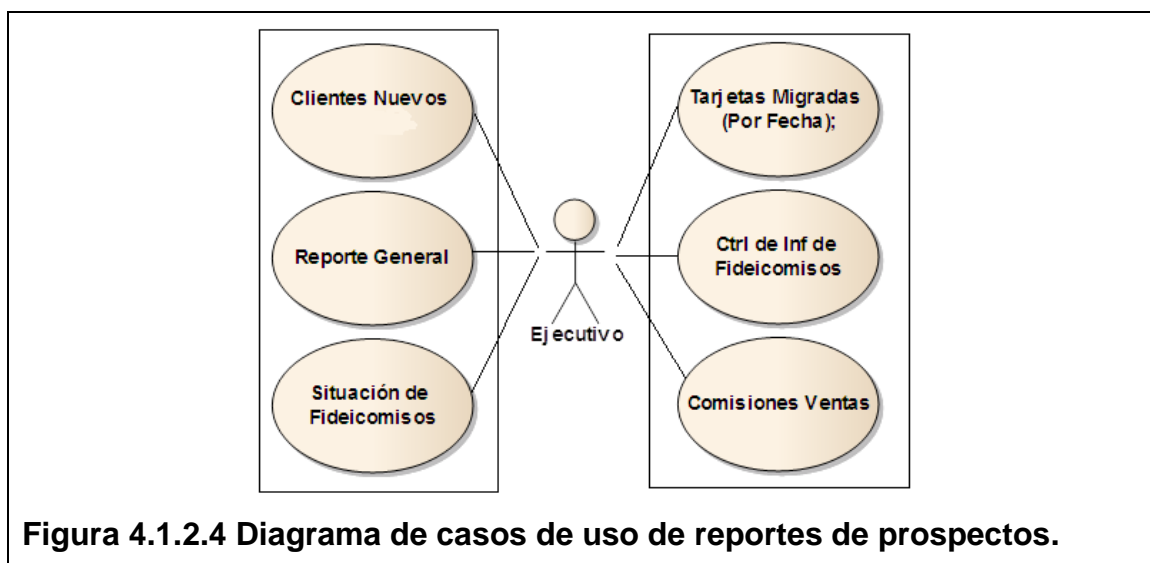 Clientes Nuevos
Reporte General
Situación de
Fideicomisos
Ejecutivo
Tarjetas Migradas
(Por Fecha);
Ctrl de Inf de
Fideicomisos
Comisiones Ventas
Figura 4.1.2.4 Diagrama de casos de uso de reportes de prospectos.